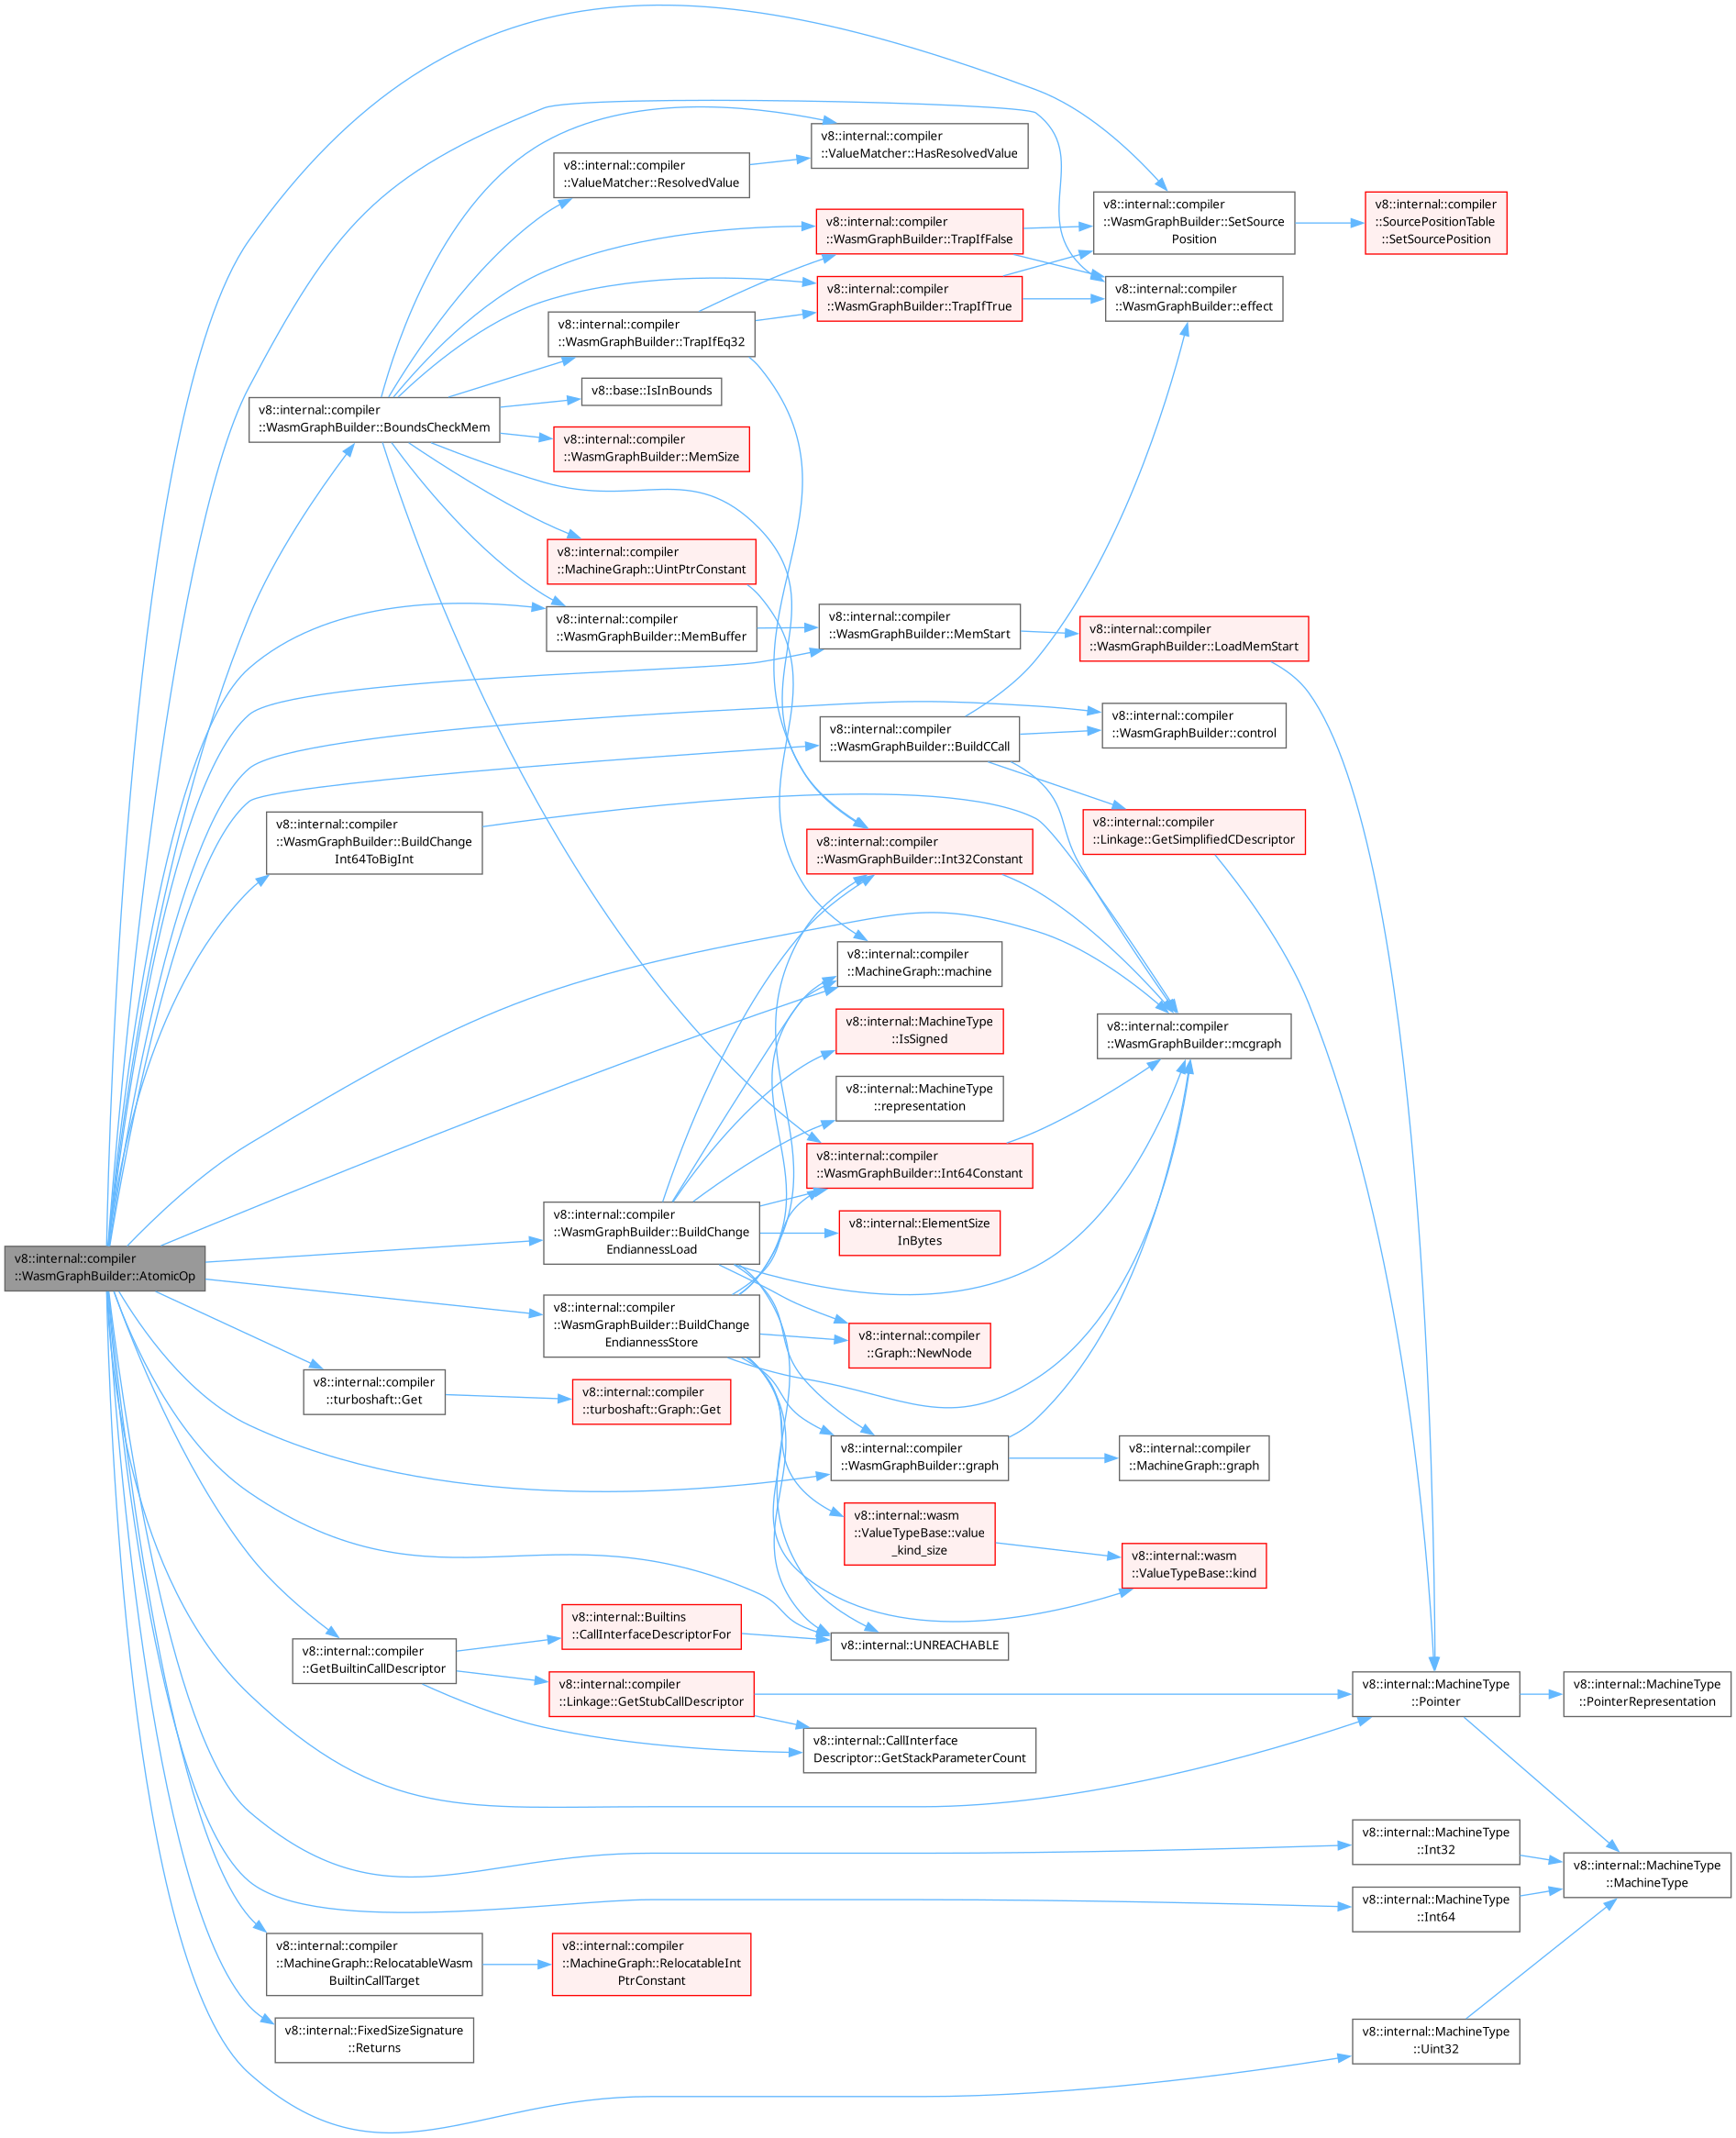 v8::internal::compiler
::ValueMatcher::HasResolvedValue
v8::internal::compiler
::ValueMatcher::ResolvedValue
v8::internal::compiler
::WasmGraphBuilder::SetSource
Position
v8::internal::compiler
::SourcePositionTable
::SetSourcePosition
v8::internal::compiler
::WasmGraphBuilder::TrapIfFalse
v8::internal::compiler
::WasmGraphBuilder::TrapIfTrue
v8::internal::compiler
::WasmGraphBuilder::effect
v8::internal::compiler
::WasmGraphBuilder::TrapIfEq32
v8::base::IsInBounds
v8::internal::compiler
::WasmGraphBuilder::BoundsCheckMem
v8::internal::compiler
::WasmGraphBuilder::MemSize
v8::internal::compiler
::MachineGraph::UintPtrConstant
v8::internal::compiler
::WasmGraphBuilder::MemBuffer
v8::internal::compiler
::WasmGraphBuilder::MemStart
v8::internal::compiler
::WasmGraphBuilder::LoadMemStart
v8::internal::compiler
::WasmGraphBuilder::control
v8::internal::compiler
::WasmGraphBuilder::BuildCCall
v8::internal::compiler
::WasmGraphBuilder::BuildChange
Int64ToBigInt
v8::internal::compiler
::Linkage::GetSimplifiedCDescriptor
v8::internal::compiler
::WasmGraphBuilder::Int32Constant
v8::internal::compiler
::MachineGraph::machine
v8::internal::MachineType
::IsSigned
v8::internal::compiler
::WasmGraphBuilder::mcgraph
v8::internal::MachineType
::representation
v8::internal::compiler
::WasmGraphBuilder::Int64Constant
v8::internal::compiler
::WasmGraphBuilder::BuildChange
EndiannessLoad
v8::internal::ElementSize
InBytes
v8::internal::compiler
::WasmGraphBuilder::AtomicOp
v8::internal::compiler
::WasmGraphBuilder::BuildChange
EndiannessStore
v8::internal::compiler
::Graph::NewNode
v8::internal::compiler
::turboshaft::Get
v8::internal::compiler
::turboshaft::Graph::Get
v8::internal::compiler
::WasmGraphBuilder::graph
v8::internal::compiler
::MachineGraph::graph
v8::internal::wasm
::ValueTypeBase::value
_kind_size
v8::internal::wasm
::ValueTypeBase::kind
v8::internal::Builtins
::CallInterfaceDescriptorFor
v8::internal::UNREACHABLE
v8::internal::compiler
::GetBuiltinCallDescriptor
v8::internal::compiler
::Linkage::GetStubCallDescriptor
v8::internal::MachineType
::Pointer
v8::internal::MachineType
::PointerRepresentation
v8::internal::CallInterface
Descriptor::GetStackParameterCount
v8::internal::MachineType
::Int32
v8::internal::MachineType
::MachineType
v8::internal::MachineType
::Int64
v8::internal::compiler
::MachineGraph::RelocatableWasm
BuiltinCallTarget
v8::internal::compiler
::MachineGraph::RelocatableInt
PtrConstant
v8::internal::FixedSizeSignature
::Returns
v8::internal::MachineType
::Uint32